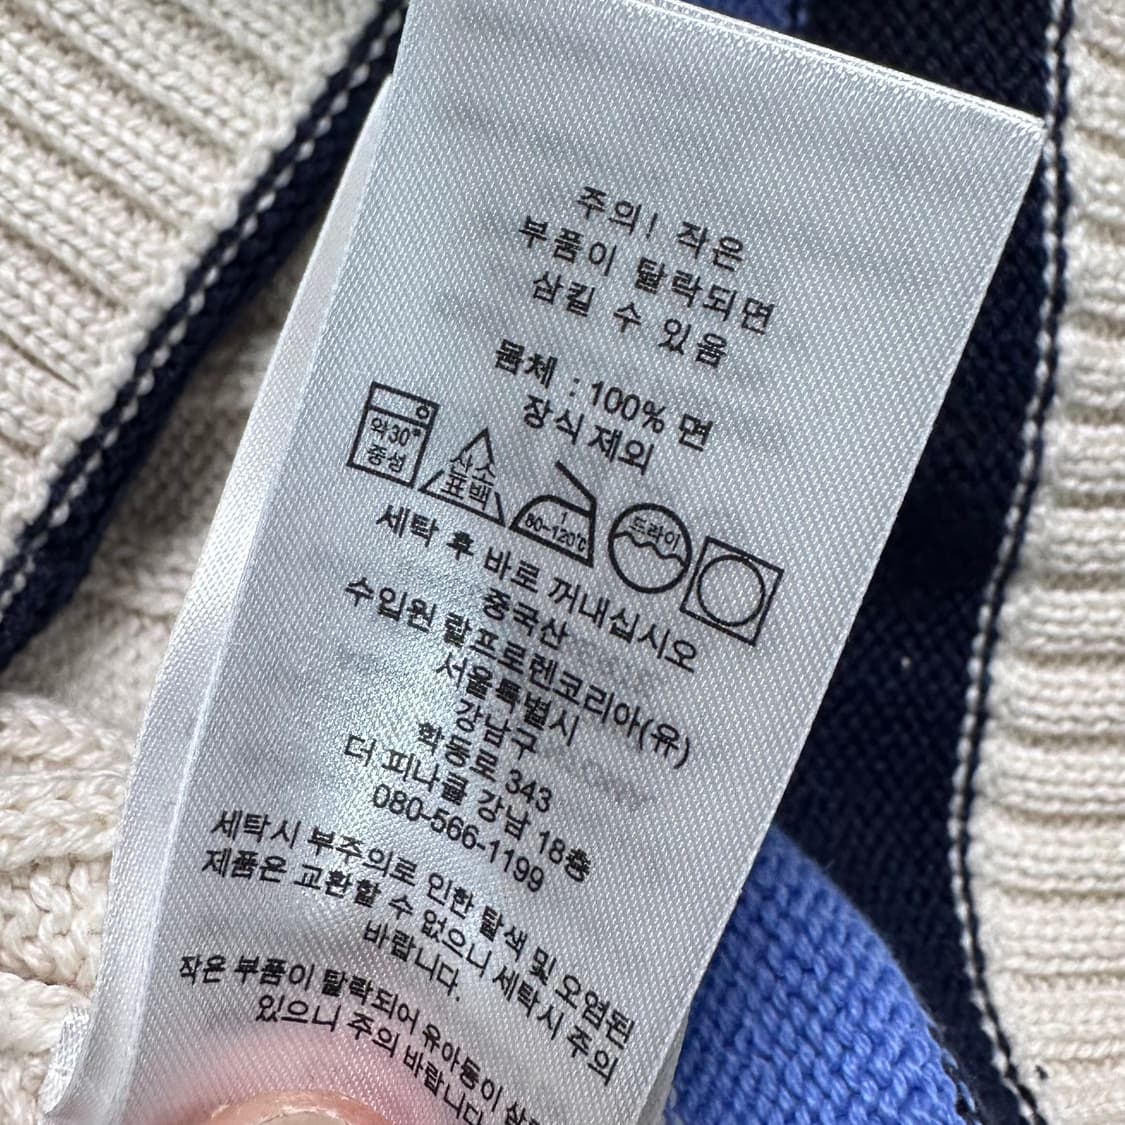 주의! 작은
부품이 탈락되면
삼킬 수 있음
몸체 : 100% 면
장식 제외
약30°
중성
산소
표백
1
80~120℃
드라이
세탁 후 바로 꺼내십시오
중국산
수입원 랄프로렌코리아(유)
서울특별시
강남구
학동로 343
더 피나클 강남 18층
080-566-1199
세탁시 부주의로 인한 탈색 및 오염된
제품은 교환할 수 없으니 세탁시 주의
바랍니다.
작은 부품이 탈락되어 유아동이
있으니 주의 바랍니다